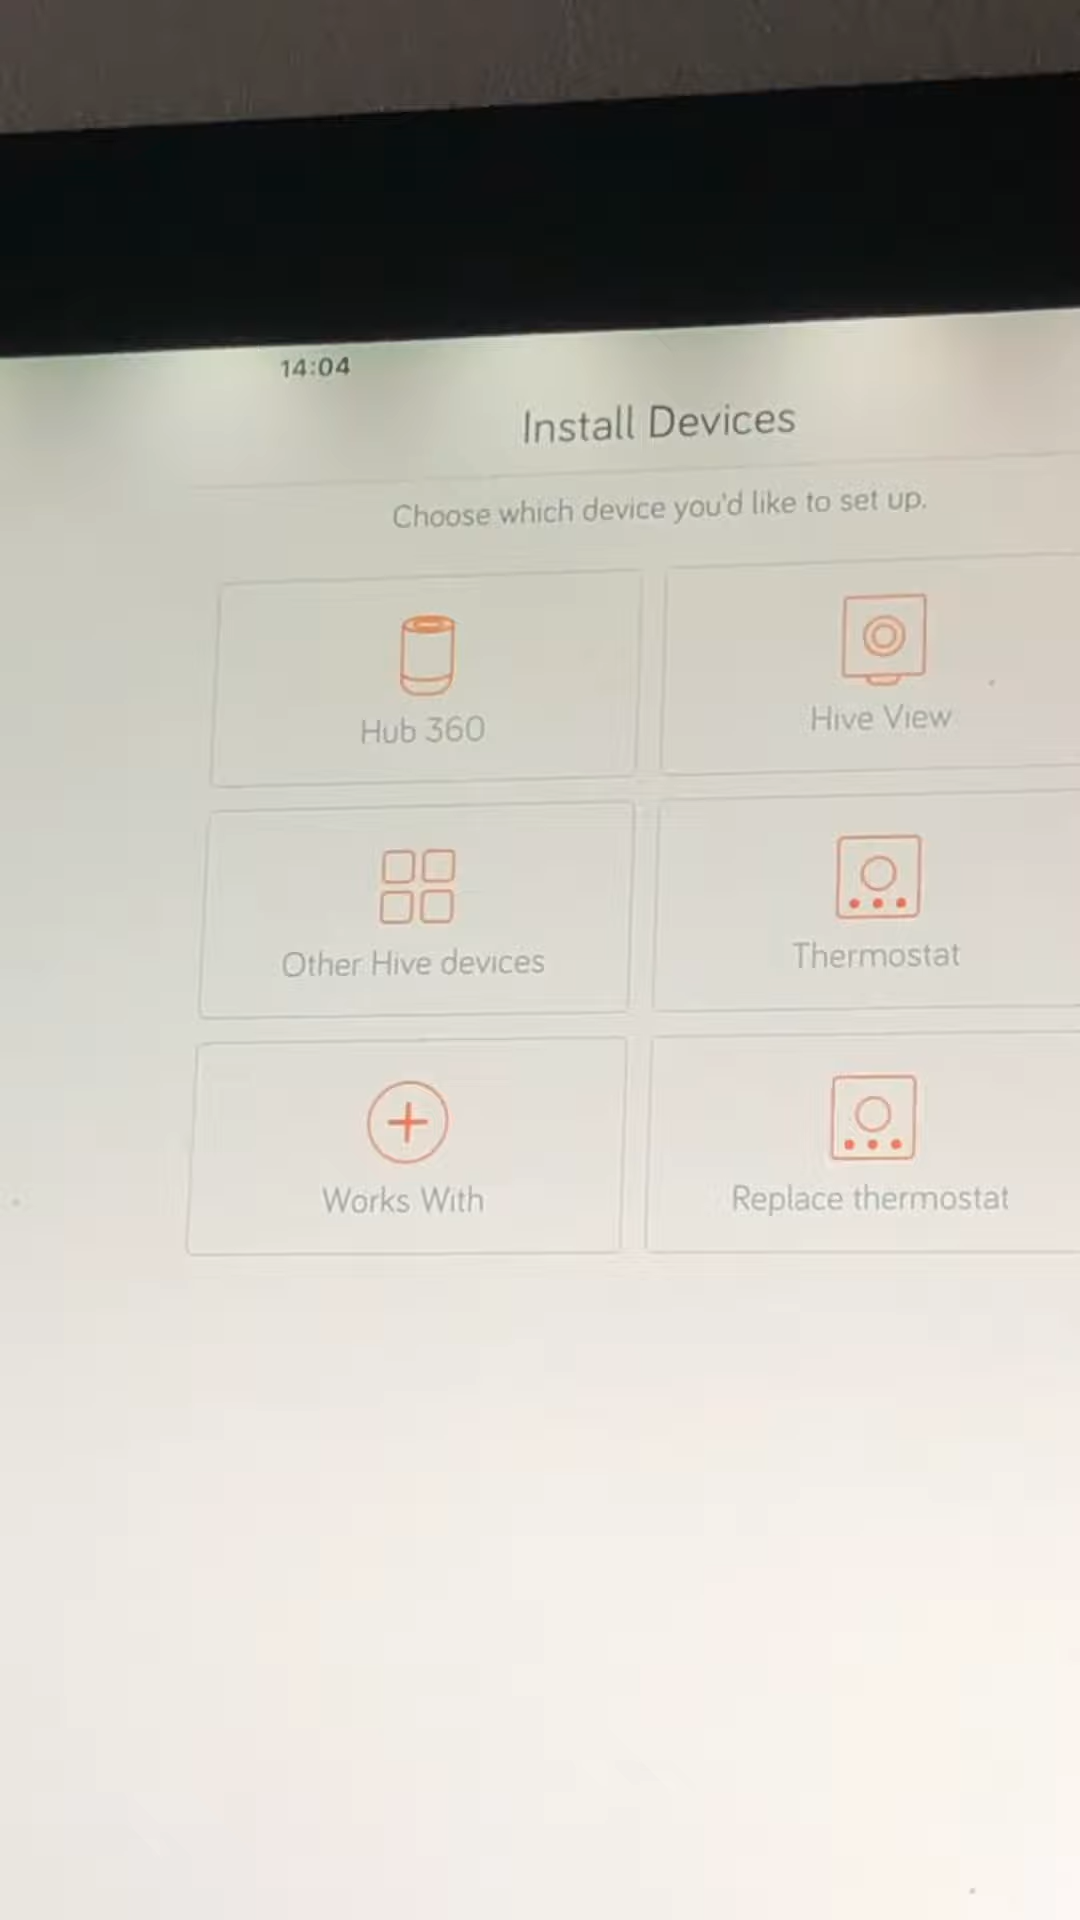 14:04
Install Devices
Choose which device you'd like to set up.
Hub 360
Hive View
Other Hive devices
Thermostat
Works With
Replace thermostat